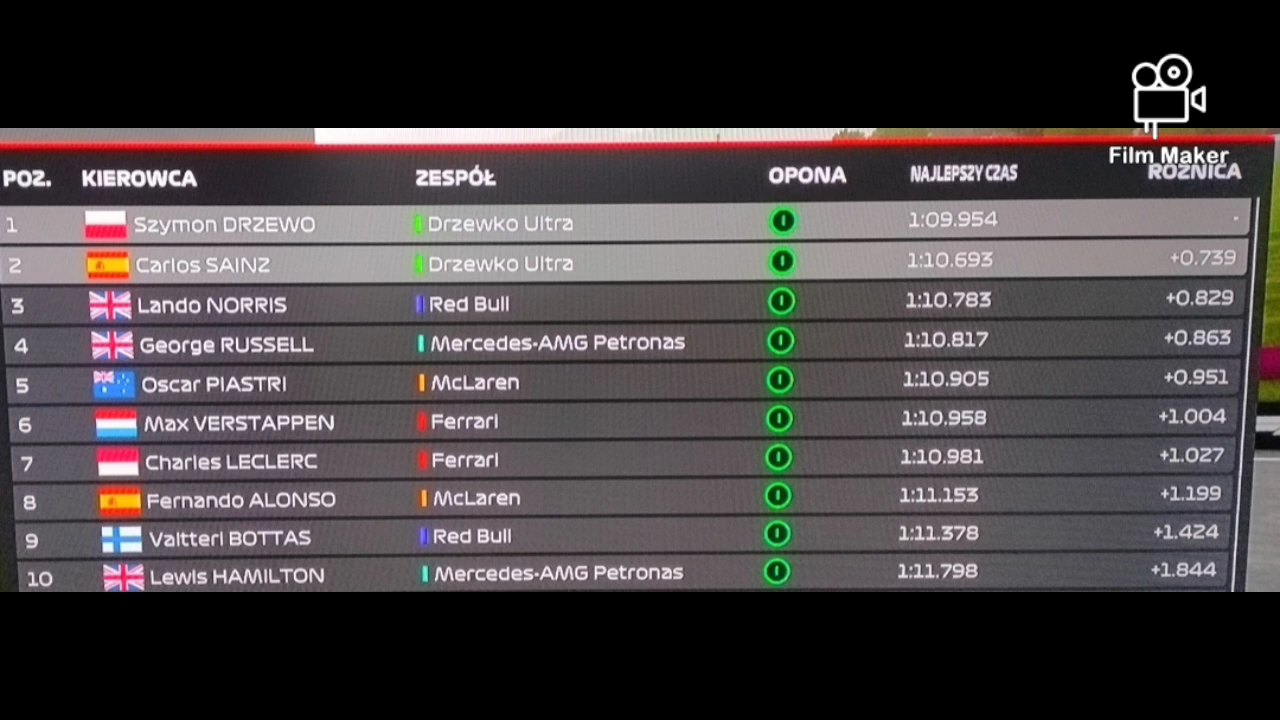 Film Maker
POZ. KIEROWCA ZESPÓŁ OPONA NAJLEPSZY CZAS RÓŻNICA
1 Szymon DRZEWO Drzewko Ultra I 1:09.954 -
2 Carlos SAINZ Drzewko Ultra I 1:10.693 +0.739
3 Lando NORRIS Red Bull I 1:10.783 +0.829
4 George RUSSELL Mercedes-AMG Petronas I 1:10.817 +0.863
5 Oscar PIASTRI McLaren I 1:10.905 +0.951
6 Max VERSTAPPEN Ferrari I 1:10.958 +1.004
7 Charles LECLERC Ferrari I 1:10.981 +1.027
8 Fernando ALONSO McLaren I 1:11.153 +1.199
9 Valtteri BOTTAS Red Bull I 1:11.378 +1.424
10 Lewis HAMILTON Mercedes-AMG Petronas I 1:11.798 +1.844